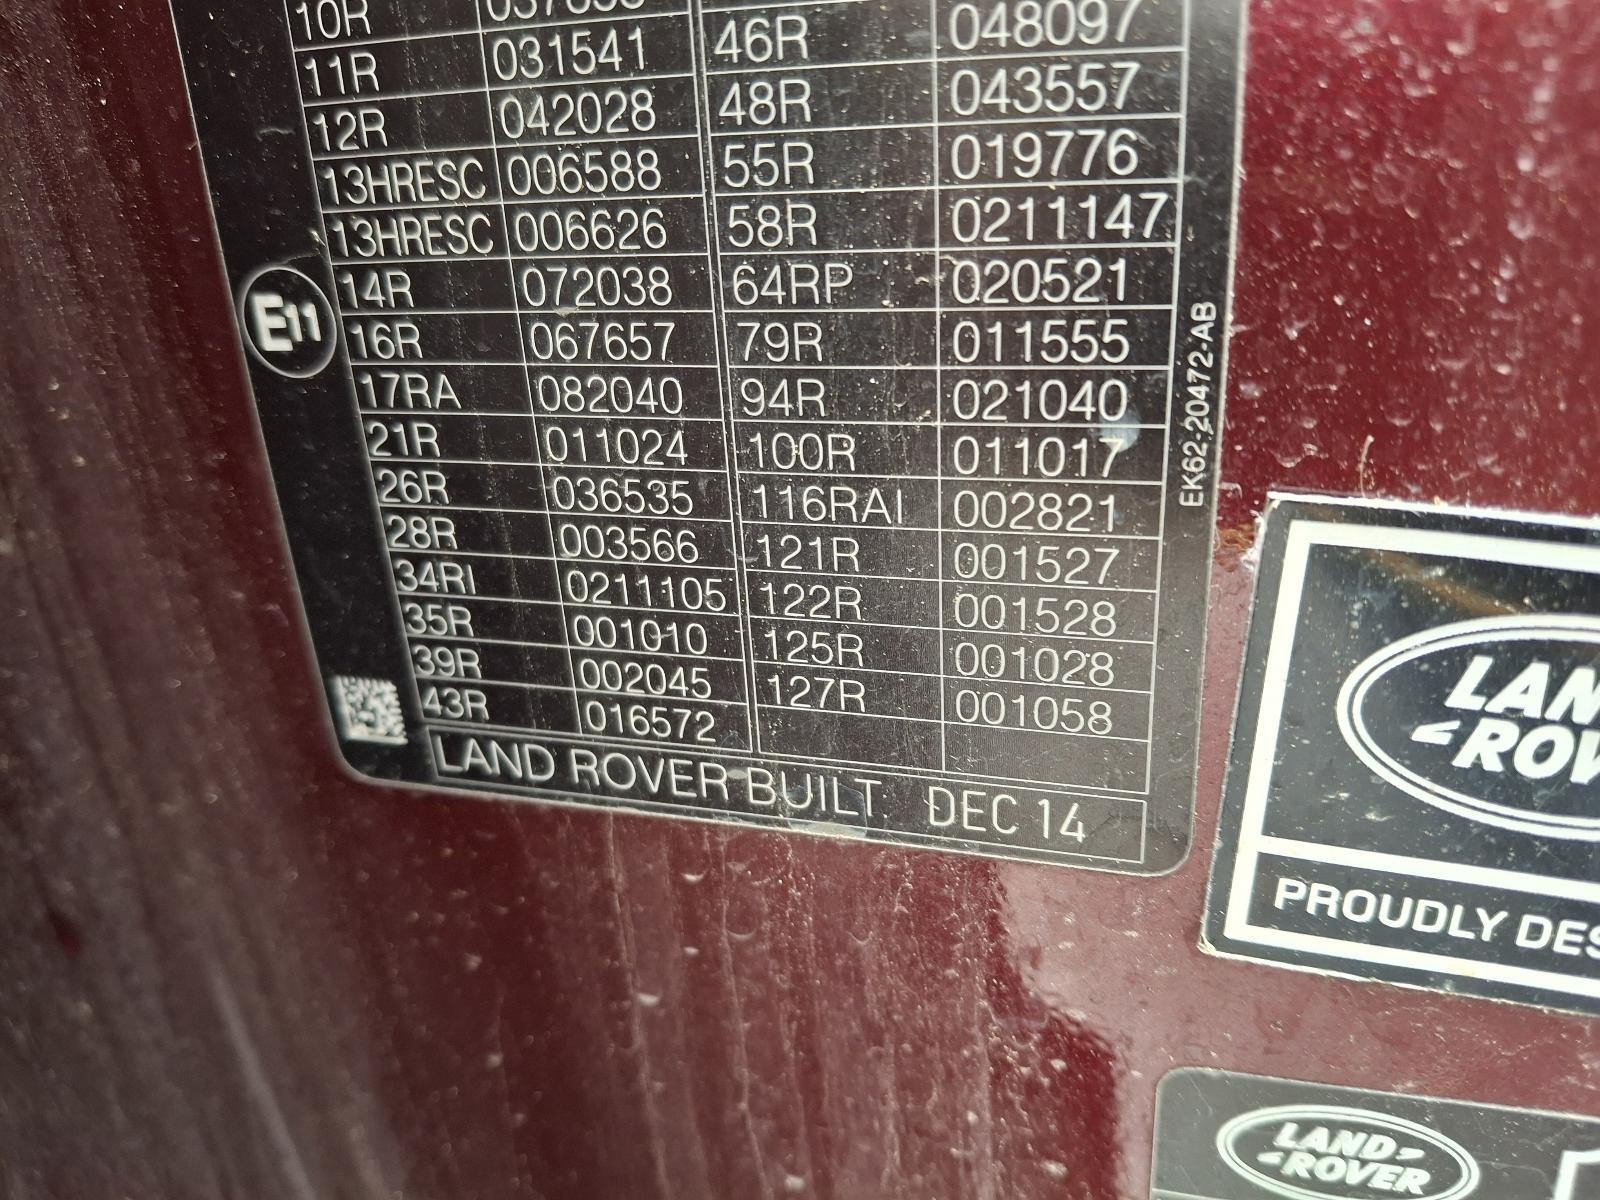 10R 46R 048097
11R 031541 48R 043557
12R 042028 55R 019776
13HRESC 006588 58R 0211147
13HRESC 006626 64RP 020521
14R 072038 79R 011555
16R 067657 94R 021040
17RA 082040 100R 011017
21R 011024 116RAI 002821
26R 036535 121R 001527
28R 003566 122R 001528
34RI 0211105 125R 001028
35R 001010 127R 001058
39R 002045
43R 016572
LAND ROVER BUILT DEC 14
E11
EK62-20472-AB
LAN
ROV
PROUDLY DES
LAND
ROVER